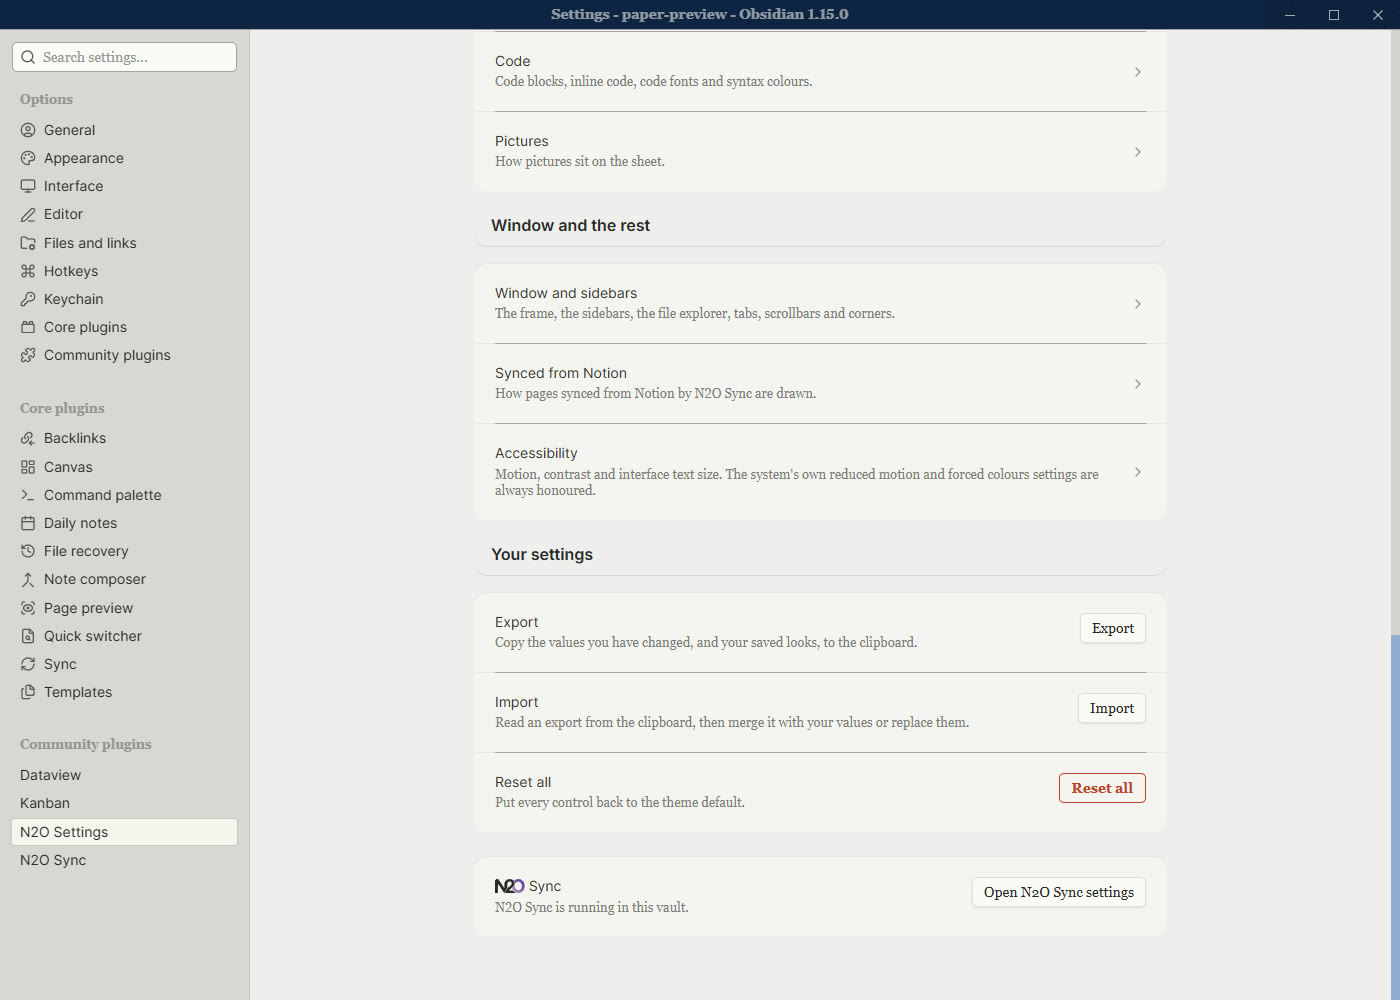 Settings - paper-preview - Obsidian 1.15.0
Search settings...
Options
General
Appearance
Interface
Editor
Files and links
Hotkeys
Keychain
Core plugins
Community plugins
Core plugins
Backlinks
Canvas
Command palette
Daily notes
File recovery
Note composer
Page preview
Quick switcher
Sync
Templates
Community plugins
Dataview
Kanban
N2O Settings
N2O Sync
Code
Code blocks, inline code, code fonts and syntax colours.
Pictures
How pictures sit on the sheet.
Window and the rest
Window and sidebars
The frame, the sidebars, the file explorer, tabs, scrollbars and corners.
Synced from Notion
How pages synced from Notion by N2O Sync are drawn.
Accessibility
Motion, contrast and interface text size. The system's own reduced motion and forced colours settings are
always honoured.
Your settings
Export
Copy the values you have changed, and your saved looks, to the clipboard.
Export
Import
Read an export from the clipboard, then merge it with your values or replace them.
Import
Reset all
Put every control back to the theme default.
Reset all
N2O Sync
N2O Sync is running in this vault.
Open N2O Sync settings